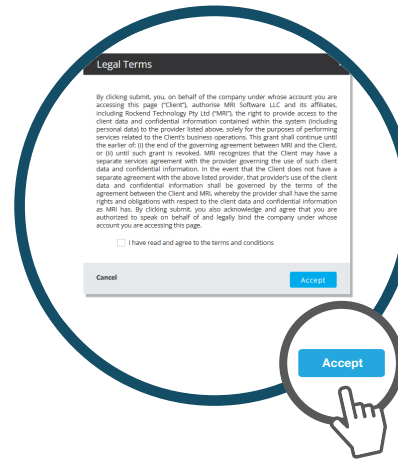 Legal Terms
By clicking submit, you, on behalf of the company under whose account you are
accessing this page ("Client"), authorise MRI Software LLC and its affiliates,
including Rockend Technology Pty Ltd ("MRI"), the right to provide access to the
client data and confidential information contained within the system (including
personal data) to the provider listed above, solely for the purposes of performing
services related to the Client's business operations. This grant shall continue until
the earlier of: (i) the end of the governing agreement between MRI and the Client,
or (ii) until such grant is revoked. MRI recognizes that the Client may have a
separate services agreement with the provider governing the use of such client
data and confidential information. In the event that the Client does not have a
separate agreement with the above listed provider, that provider's use of the client
data and confidential information shall be governed by the terms of the
agreement between the Client and MRI, whereby the provider shall have the same
rights and obligations with respect to the client data and confidential information
as MRI has. By clicking submit, you also acknowledge and agree that you are
authorized to speak on behalf of and legally bind the company under whose
account you are accessing this page.
I have read and agree to the terms and conditions
Cancel
Accept
Accept